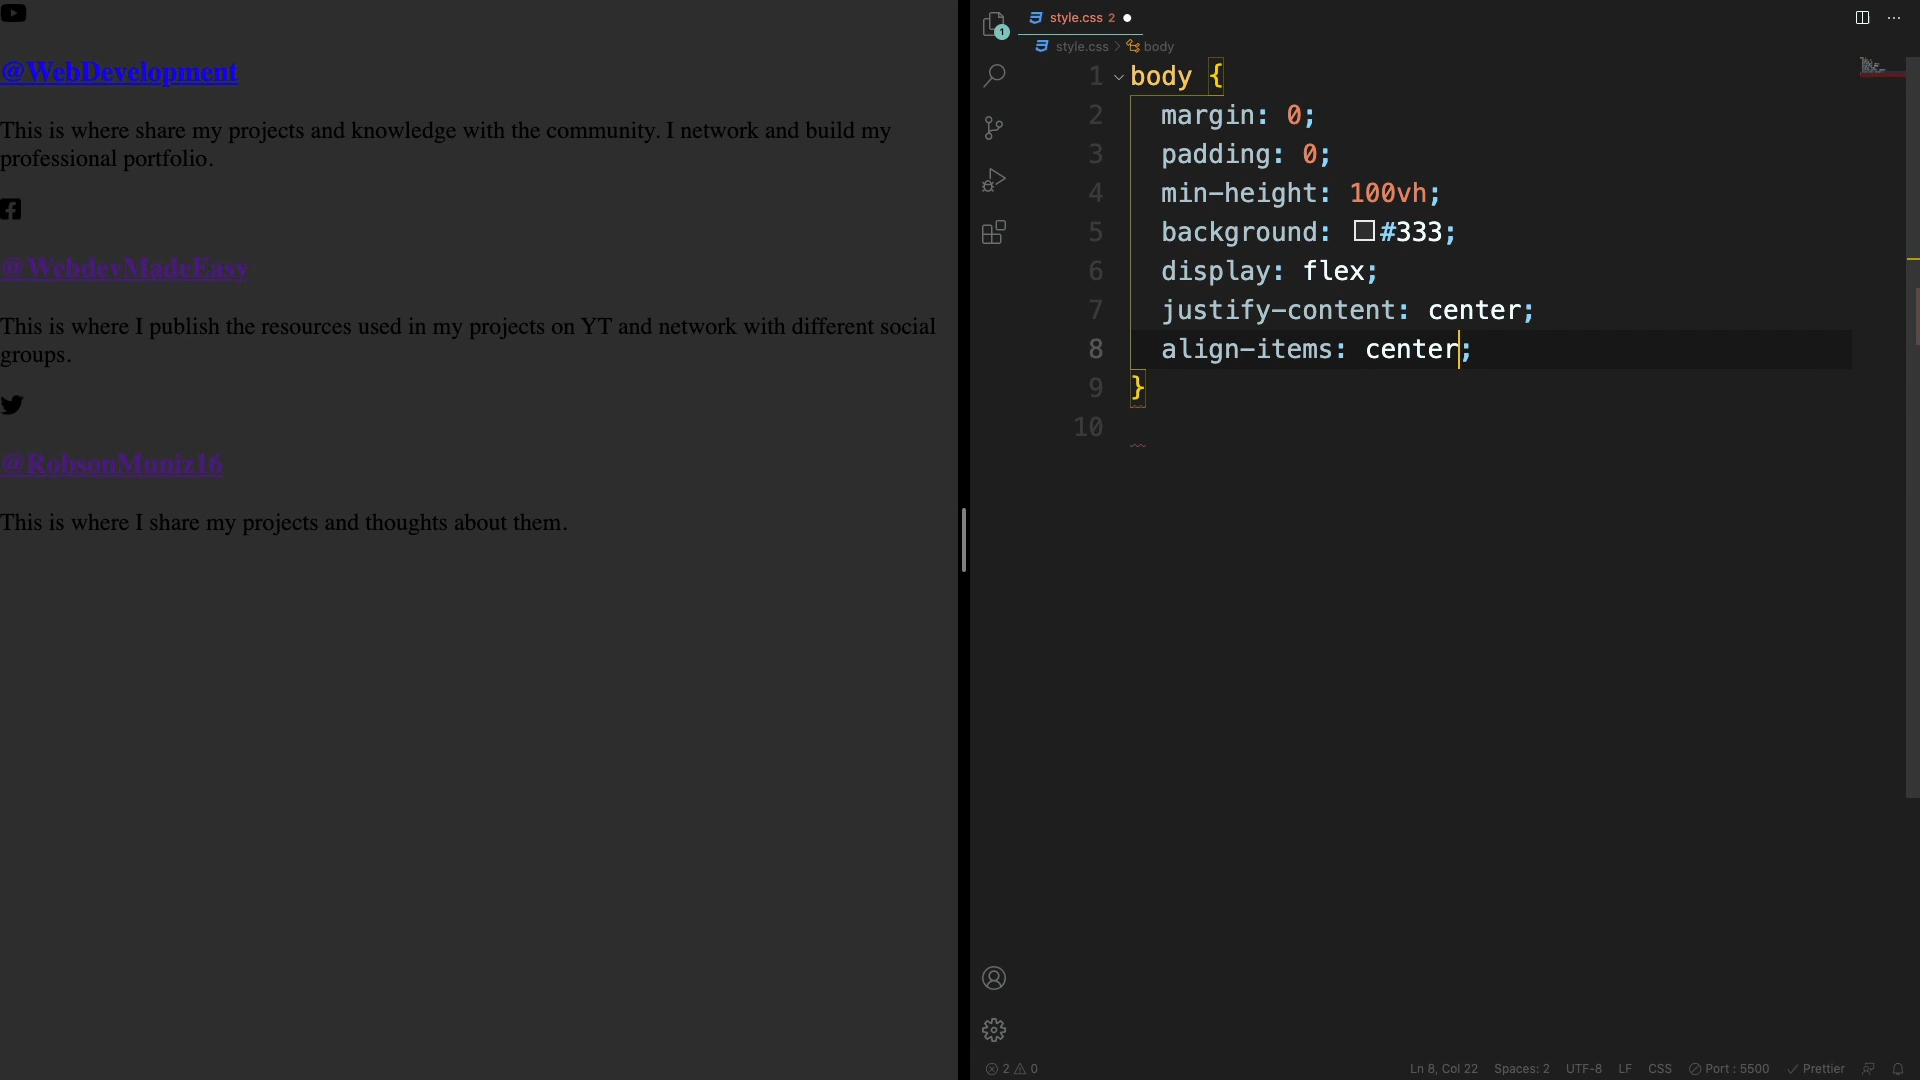 @WebDevelopment
This is where share my projects and knowledge with the community. I network and build my
professional portfolio.
@WebdevMadeEasy
This is where I publish the resources used in my projects on YT and network with different social
groups.
@RobsonMuniz16
This is where I share my projects and thoughts about them.
1
style.css 2
style.css > body
1 body {
2 margin: 0;
3 padding: 0;
4 min-height: 100vh;
5 background: #333;
6 display: flex;
7 justify-content: center;
8 align-items: center;
9 }
10
2 0 Ln 8, Col 22 Spaces: 2 UTF-8 LF CSS Port : 5500 Prettier